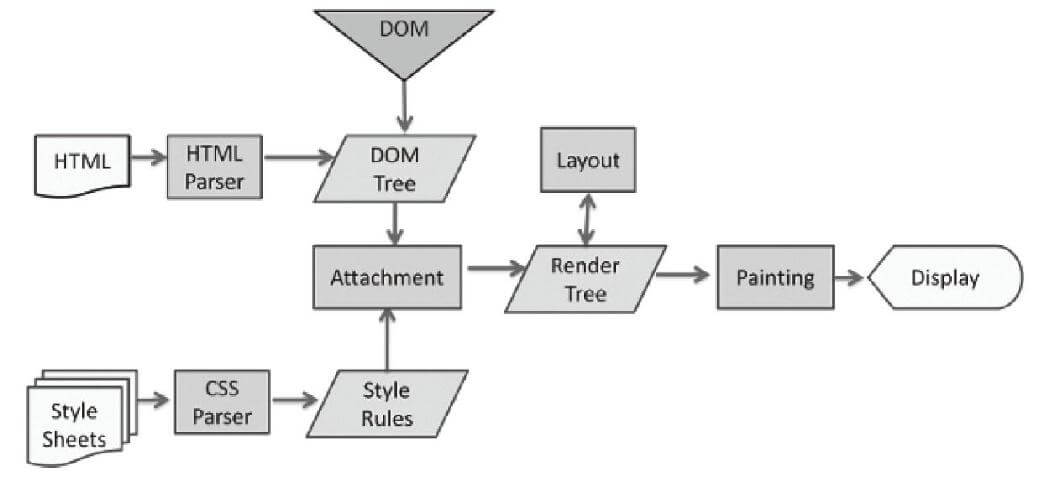 DOM
HTML
HTML
Parser
DOM
Tree
Layout
Attachment
Render
Tree
Painting
Display
Style
Sheets
CSS
Parser
Style
Rules